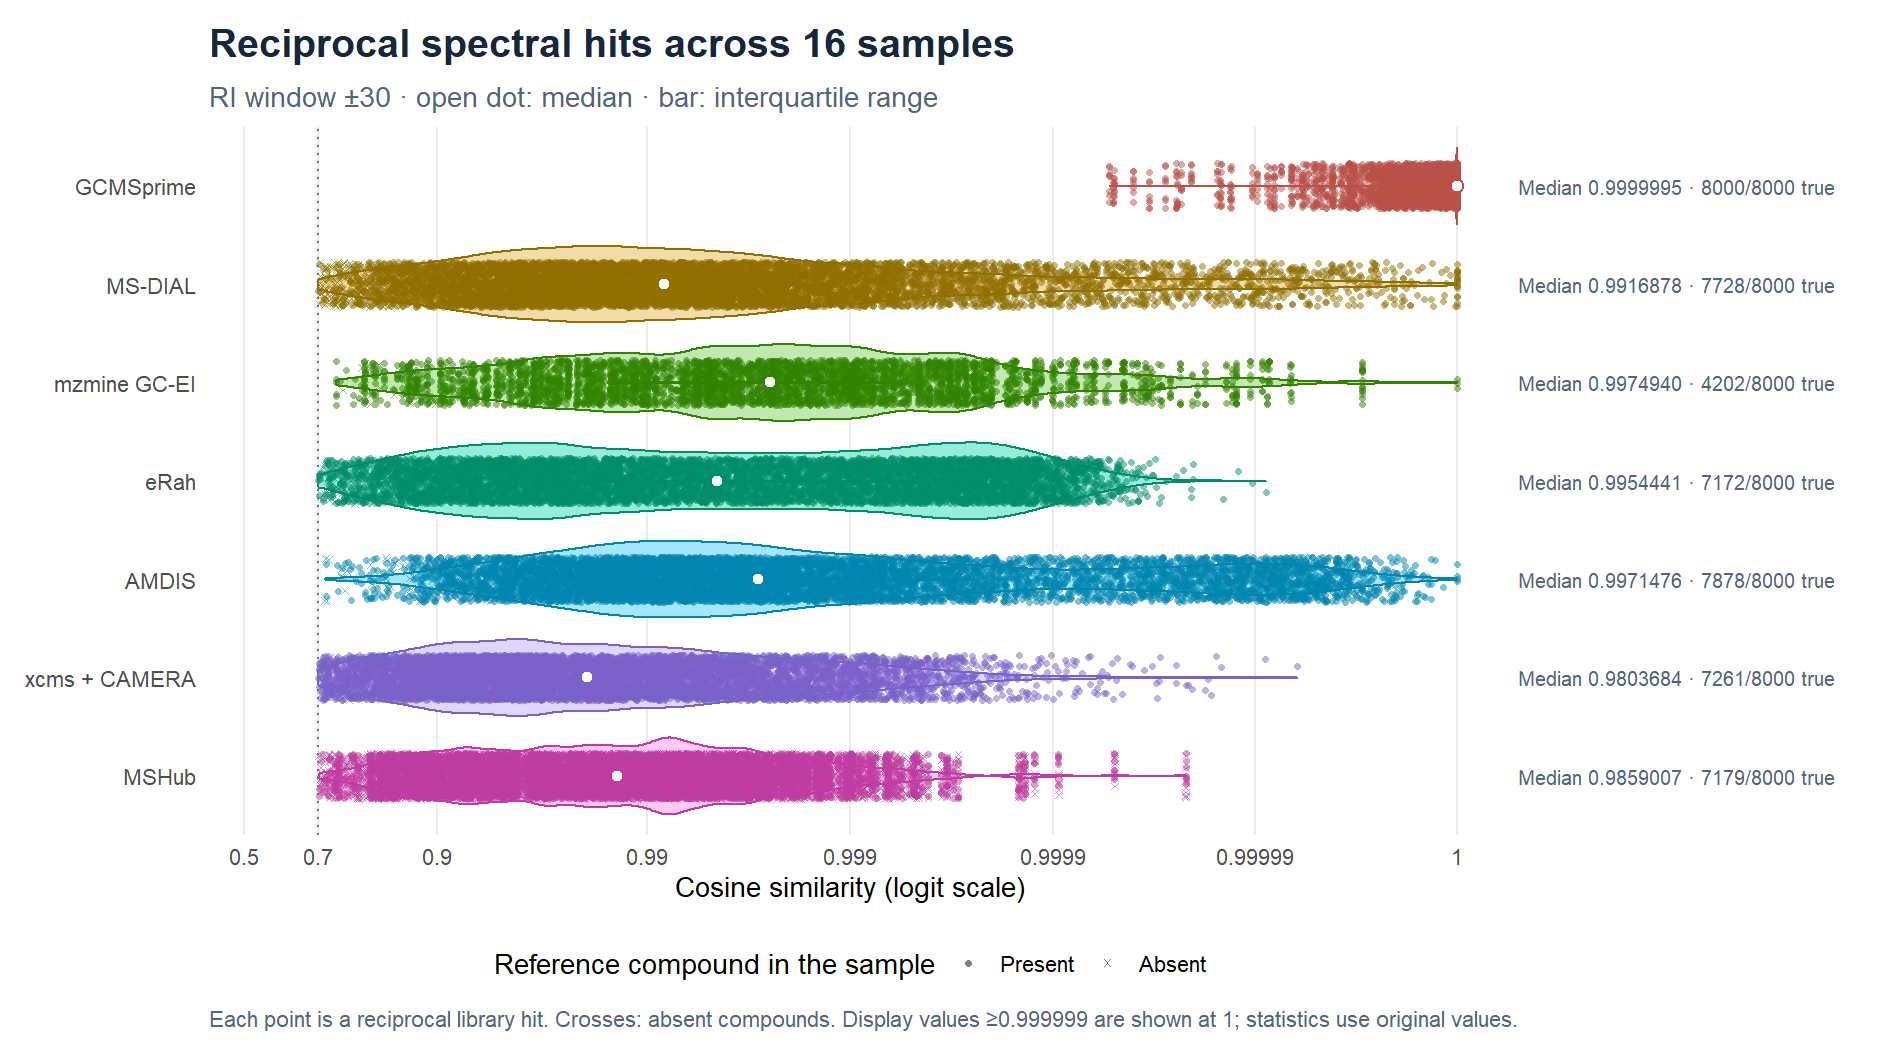 Reciprocal spectral hits across 16 samples
RI window ±30 · open dot: median · bar: interquartile range
GCMSprime
Median 0.9999995 · 8000/8000 true
MS-DIAL
Median 0.9916878 · 7728/8000 true
mzmine GC-EI
Median 0.9974940 · 4202/8000 true
eRah
Median 0.9954441 · 7172/8000 true
AMDIS
Median 0.9971476 · 7878/8000 true
xcms + CAMERA
Median 0.9803684 · 7261/8000 true
MSHub
Median 0.9859007 · 7179/8000 true
0.5 0.7 0.9 0.99 0.999 0.9999 0.99999 1
Cosine similarity (logit scale)
Reference compound in the sample Present Absent
Each point is a reciprocal library hit. Crosses: absent compounds. Display values ≥0.999999 are shown at 1; statistics use original values.